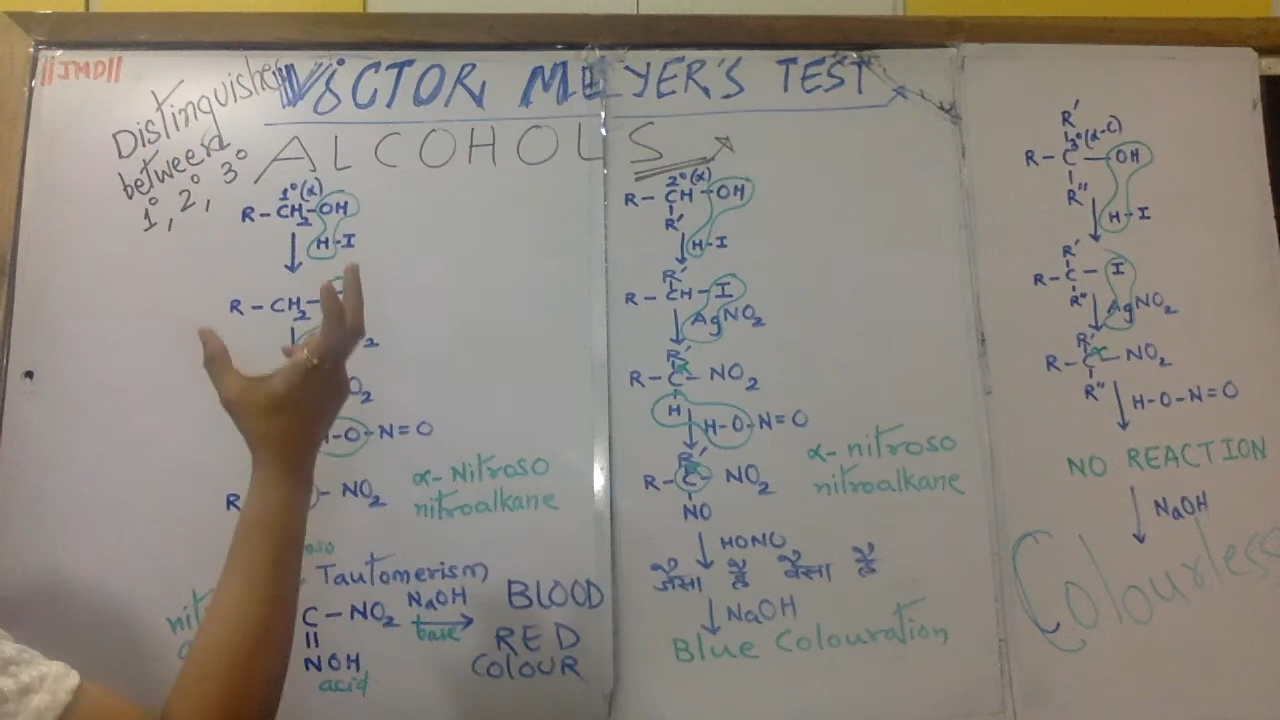 ||JMD||
VICTOR MEYER'S TEST
Distinguishes
between
1°, 2°, 3°
ALCOHOLS
1°(α)
R-CH2-OH
H-I
R-CH2-
2
O2
H-O-N=O
R
-NO2
α-Nitroso
nitroalkane
oso
Tautomerism
C-NO2
||
NOH
acid
NaOH
base
BLOOD
RED
COLOUR
2°(α)
R-CH-OH
R'
H-I
R'
R-CH-I
AgNO2
R'
R-C-NO2
H
H-O-N=O
R'
R-C-NO2
NO
α-nitroso
nitroalkane
HONO
जैसा है वैसा है
NaOH
Blue Colouration
R'
3°(α-C)
R-C-OH
R"
H-I
R'
R-C-I
R"
AgNO2
R'
R-C-NO2
R"
H-O-N=O
NO REACTION
NaOH
Colourless